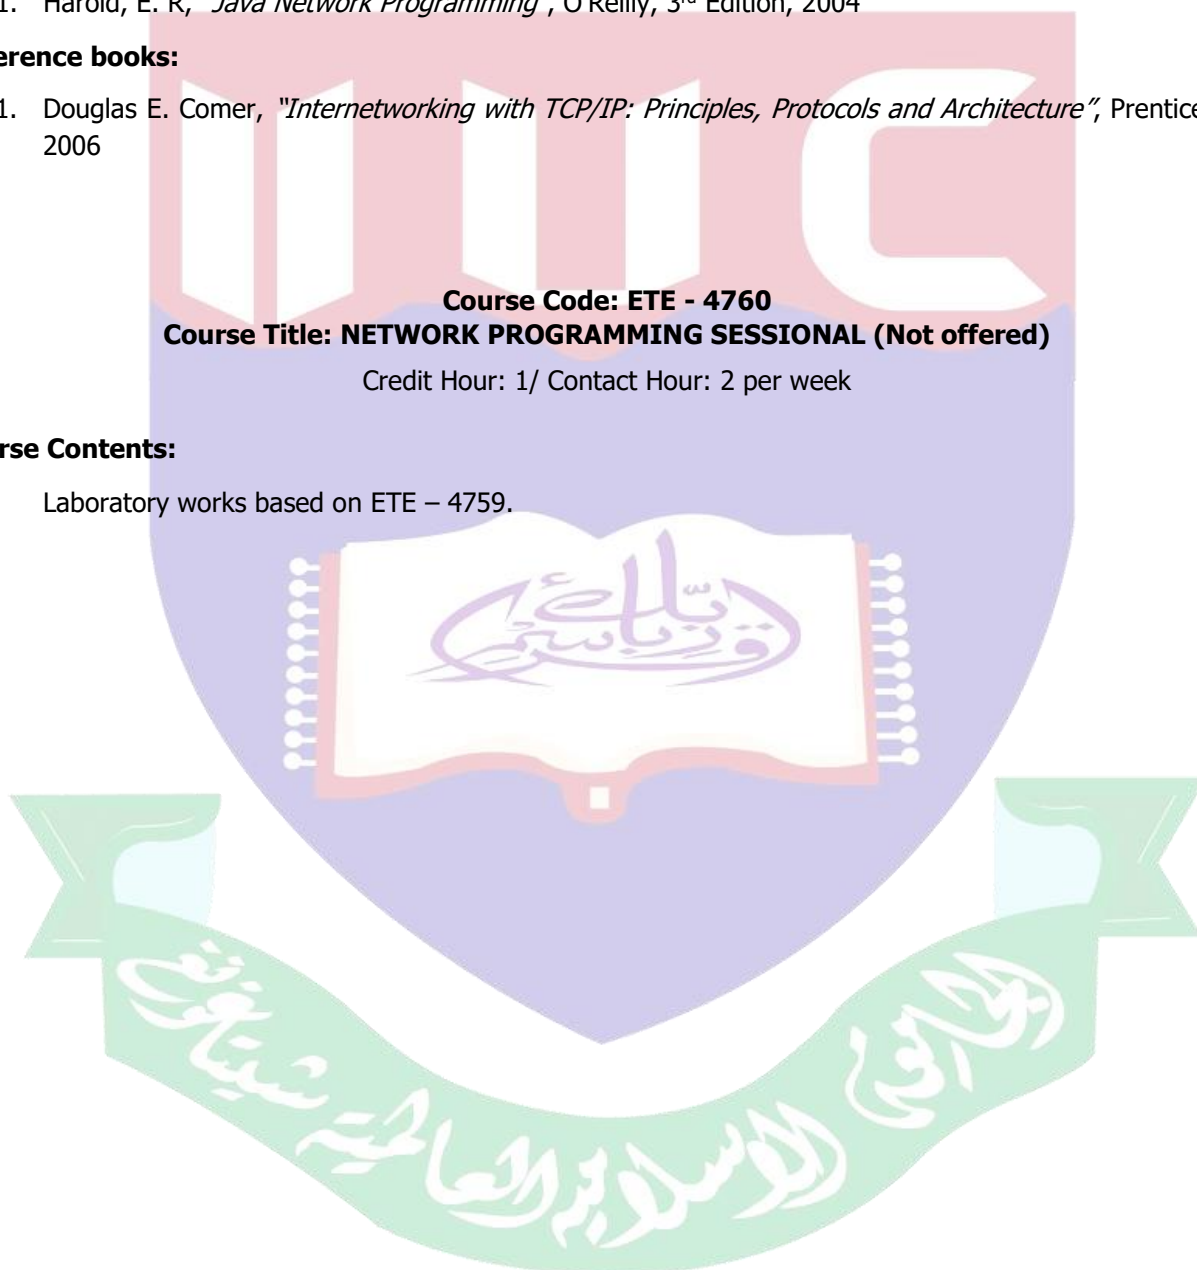 1. Harold, E. R, "Java Network Programming", O'Reilly, 3rd Edition, 2004
erence books:
1. Douglas E. Comer, “Internetworking with TCP/IP: Principles, Protocols and Architecture”, Prentice
2006
IIUC
Course Code: ETE - 4760
Course Title: NETWORK PROGRAMMING SESSIONAL (Not offered)
Credit Hour: 1/ Contact Hour: 2 per week
rse Contents:
Laboratory works based on ETE – 4759.